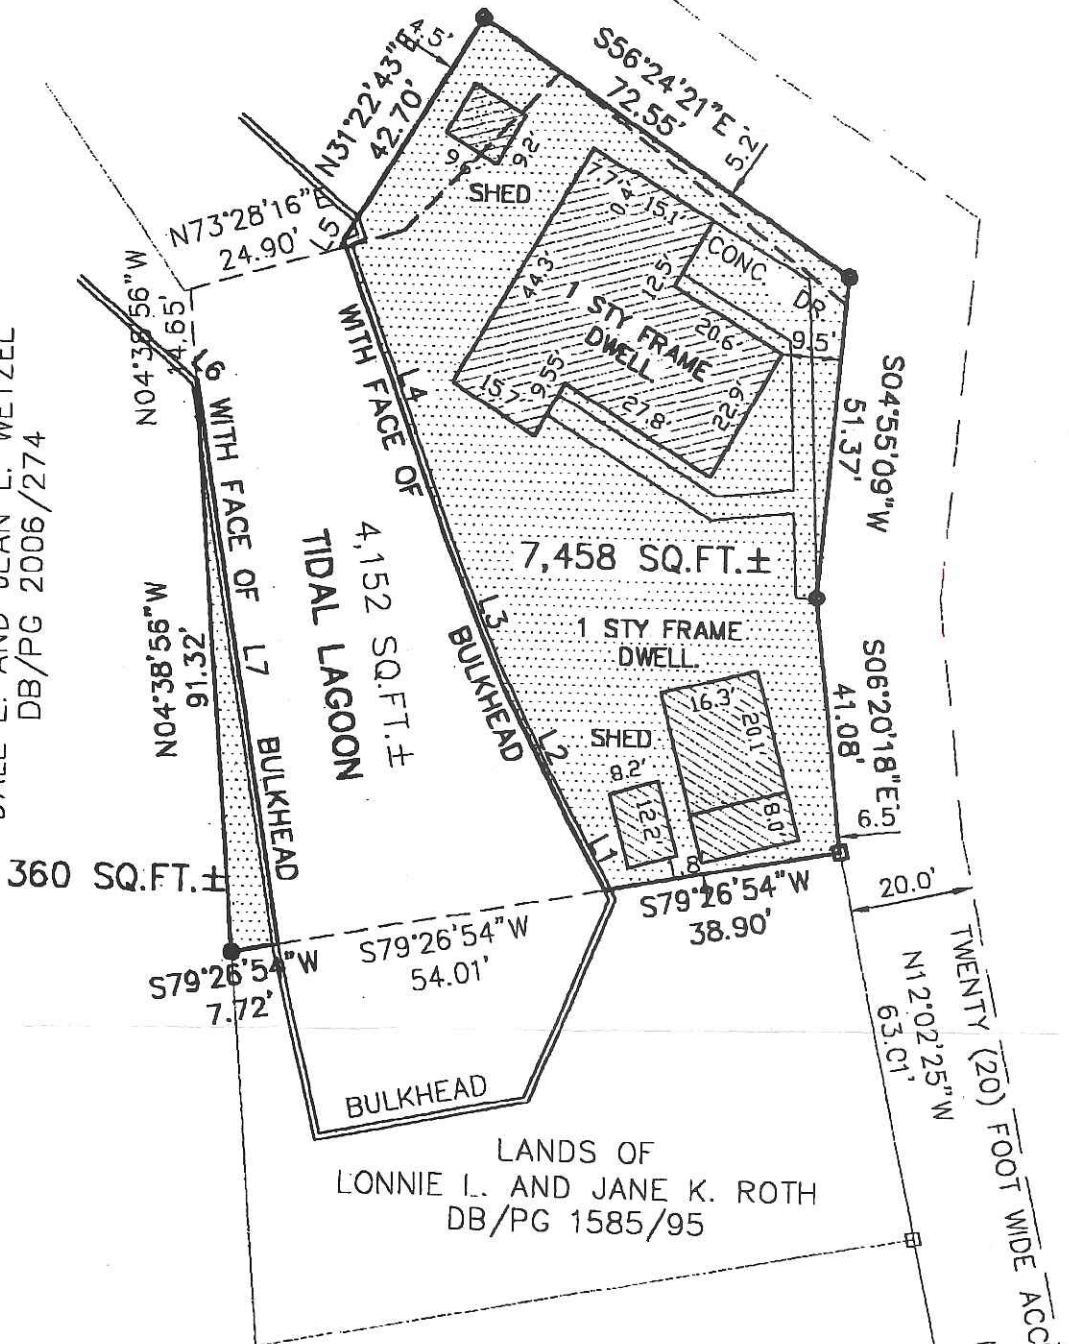 N31°22'43"E
42.70'
S56°24'21"E
72.55'
5.2'
SHED
9.2'
N73°28'16"E
24.90'
L5
7.7'
0.4'
15.1'
CONC.
DR
44.3'
12.5'
1 STY FRAME
DWELL.
20.6'
9.5'
15.7'
9.55'
27.8'
22.9'
S04°55'09"W
51.37'
N04°38'56"W
L6
WITH FACE OF
L7
BULKHEAD
WITH FACE OF
L4
L3
BULKHEAD
L2
L1
4,152 SQ.FT.±
TIDAL LAGOON
7,458 SQ.FT.±
1 STY FRAME
DWELL.
16.3'
20.1'
8.0'
SHED
8.2'
12.2'
.8'
S06°20'18"E
41.08'
6.5'
20.0'
L. WETZEL
DB/PG 2006/274
N04°38'56"W
91.32'
360 SQ.FT.±
S79°26'54"W
7.72'
S79°26'54"W
54.01'
S79°26'54"W
38.90'
N12°02'25"W
63.01'
TWENTY (20) FOOT WIDE ACC
BULKHEAD
LANDS OF
LONNIE L. AND JANE K. ROTH
DB/PG 1585/95